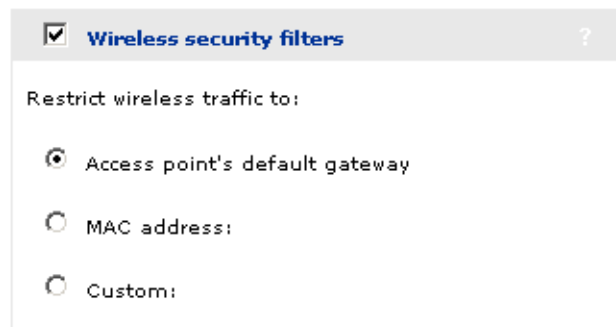 Wireless security filters ?
Restrict wireless traffic to:
Access point's default gateway
MAC address:
Custom: